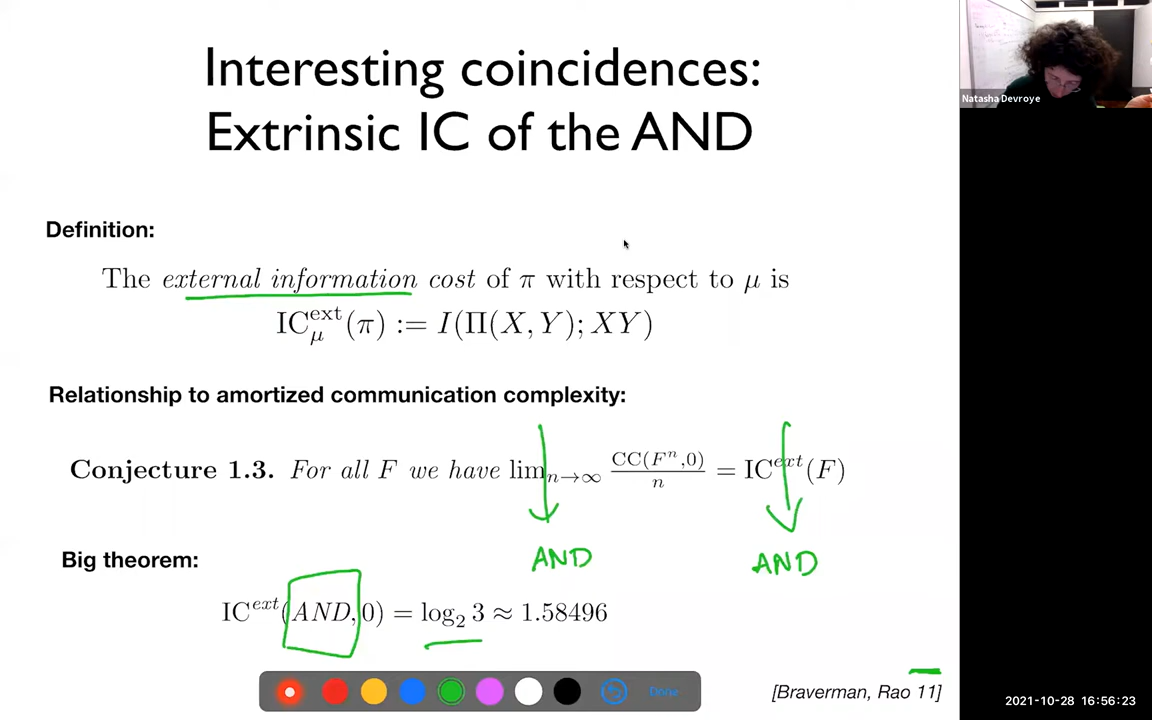 Interesting coincidences:
Extrinsic IC of the AND
Natasha Devroye
Definition:
The external information cost of π with respect to μ is
IC^ext_μ(π) := I(Π(X, Y); XY)
Relationship to amortized communication complexity:
Conjecture 1.3. For all F we have lim_{n→∞} CC(F^n,0)/n = IC^ext(F)
AND AND
Big theorem:
IC^ext(AND, 0) = log₂ 3 ≈ 1.58496
Done
[Braverman, Rao 11]
2021-10-28 16:56:23